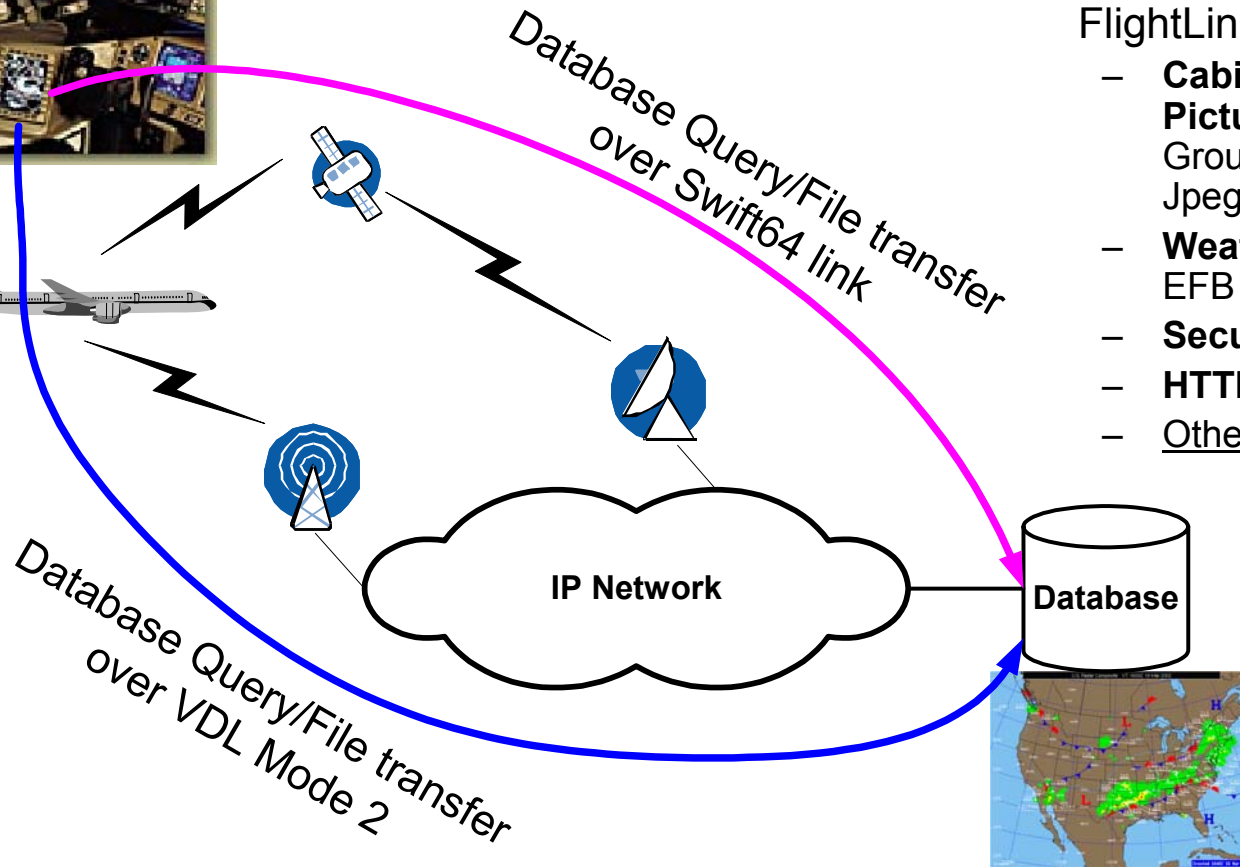 Database Query/File transfer
over Swift64 link
FlightLin
– Cabi
Pictu
Grou
Jpeg
– Weat
EFB
– Secu
– HTTI
– Othe
IP Network
Database
Database Query/File transfer
over VDL Mode 2
H
L
L
H